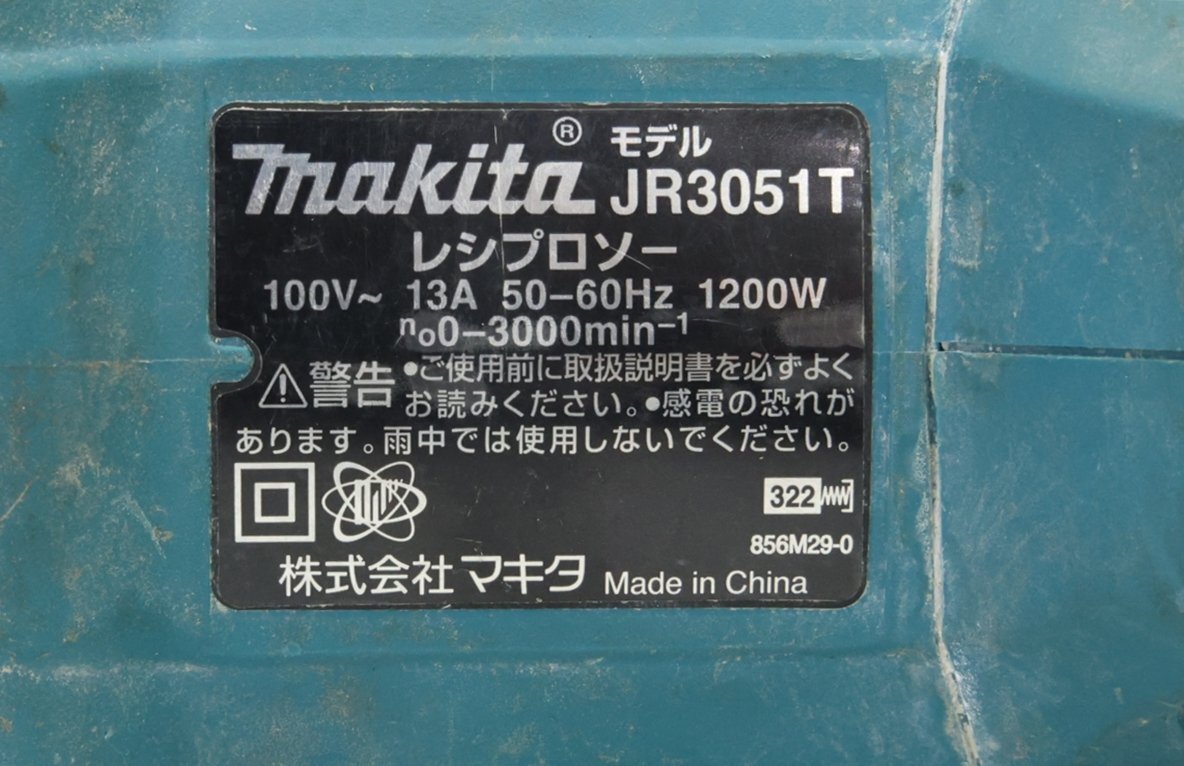 makita® モデル
JR3051T
レシプロソー
100V~ 13A 50-60Hz 1200W
no0-3000min-1
警告 •ご使用前に取扱説明書を必ずよく
お読みください。•感電の恐れが
あります。雨中では使用しないでください。
322
856M29-0
株式会社マキタ Made in China